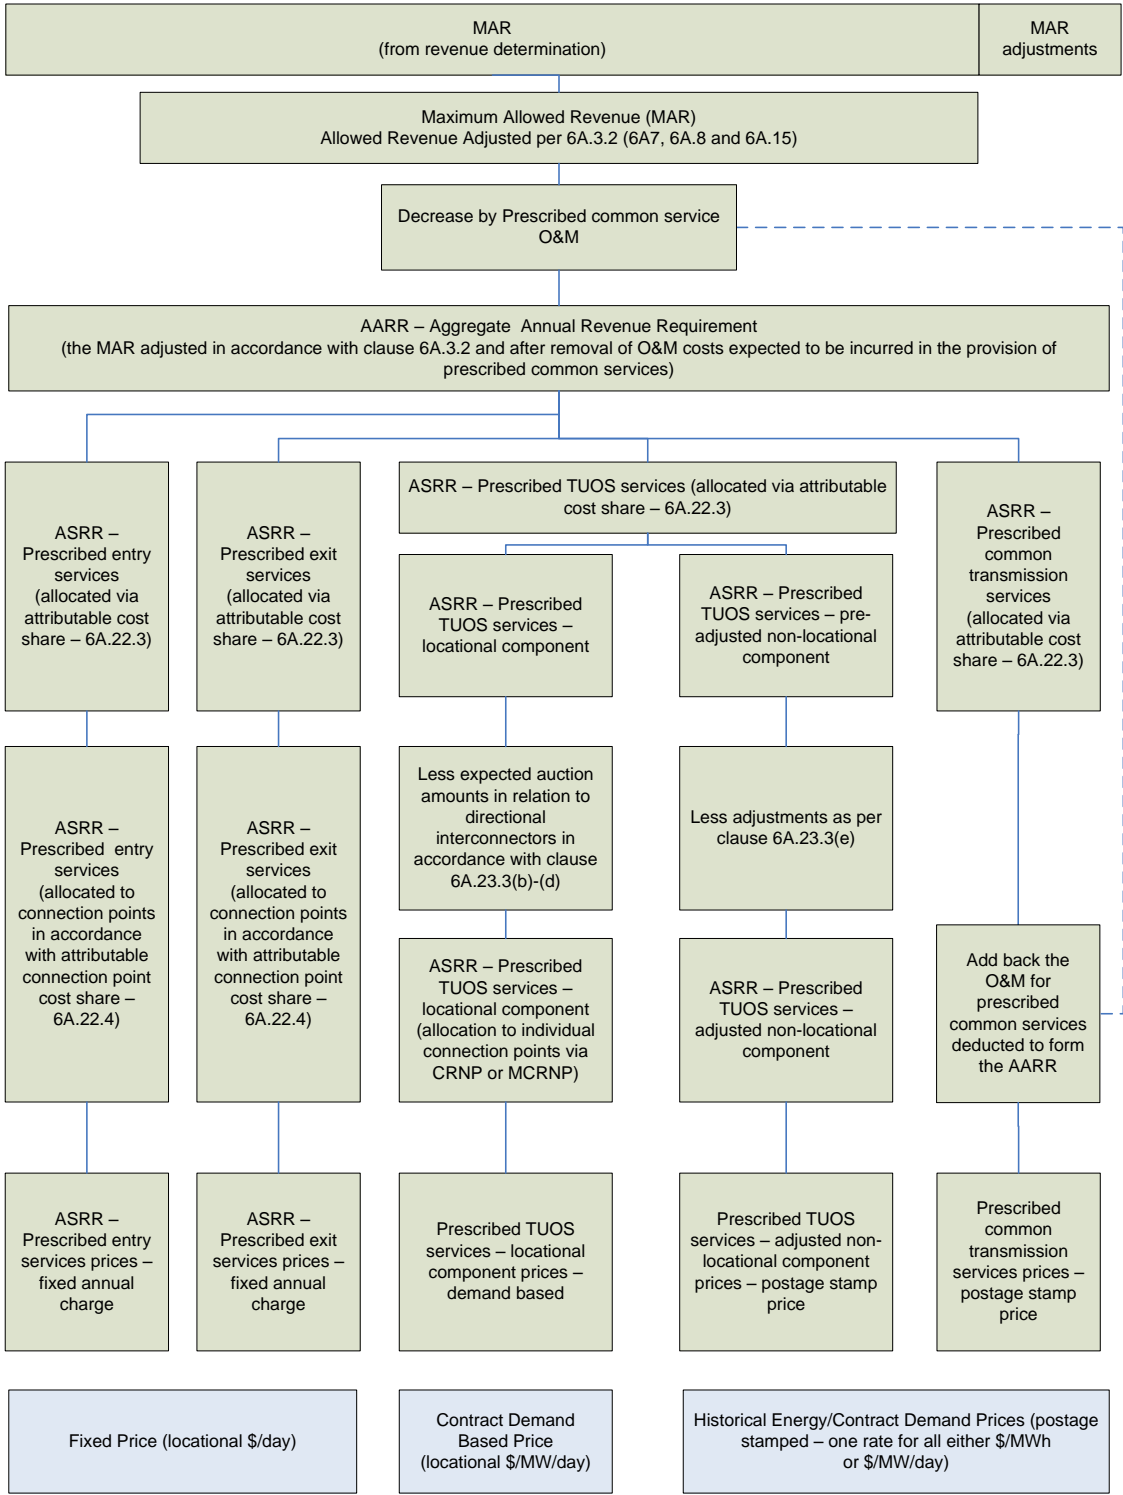 MAR
(from revenue determination)
MAR
adjustments
Maximum Allowed Revenue (MAR)
Allowed Revenue Adjusted per 6A.3.2 (6A7, 6A.8 and 6A.15)
Decrease by Prescribed common service
O&M
AARR – Aggregate Annual Revenue Requirement
(the MAR adjusted in accordance with clause 6A.3.2 and after removal of O&M costs expected to be incurred in the provision of
prescribed common services)
ASRR –
Prescribed entry
services
(allocated via
attributable cost
share – 6A.22.3)
ASRR –
Prescribed exit
services
(allocated via
attributable cost
share – 6A.22.3)
ASRR – Prescribed TUOS services (allocated via attributable
cost share – 6A.22.3)
ASRR – Prescribed
TUOS services –
locational component
ASRR – Prescribed
TUOS services – pre-
adjusted non-locational
component
ASRR –
Prescribed
common
transmission
services
(allocated via
attributable cost
share – 6A.22.3)
ASRR –
Prescribed entry
services
(allocated to
connection points
in accordance
with attributable
connection point
cost share –
6A.22.4)
ASRR –
Prescribed exit
services
(allocated to
connection points
in accordance
with attributable
connection point
cost share –
6A.22.4)
Less expected auction
amounts in relation to
directional
interconnectors in
accordance with clause
6A.23.3(b)-(d)
Less adjustments as per
clause 6A.23.3(e)
ASRR – Prescribed
TUOS services –
locational component
(allocation to individual
connection points via
CRNP or MCRNP)
ASRR – Prescribed
TUOS services –
adjusted non-locational
component
Add back the
O&M for
prescribed
common services
deducted to form
the AARR
ASRR –
Prescribed entry
services prices –
fixed annual
charge
ASRR –
Prescribed exit
services prices –
fixed annual
charge
Prescribed TUOS
services – locational
component prices –
demand based
Prescribed TUOS
services – adjusted non-
locational component
prices – postage stamp
price
Prescribed
common
transmission
services prices –
postage stamp
price
Fixed Price (locational $/day)
Contract Demand
Based Price
(locational $/MW/day)
Historical Energy/Contract Demand Prices (postage
stamped – one rate for all either $/MWh
or $/MW/day)